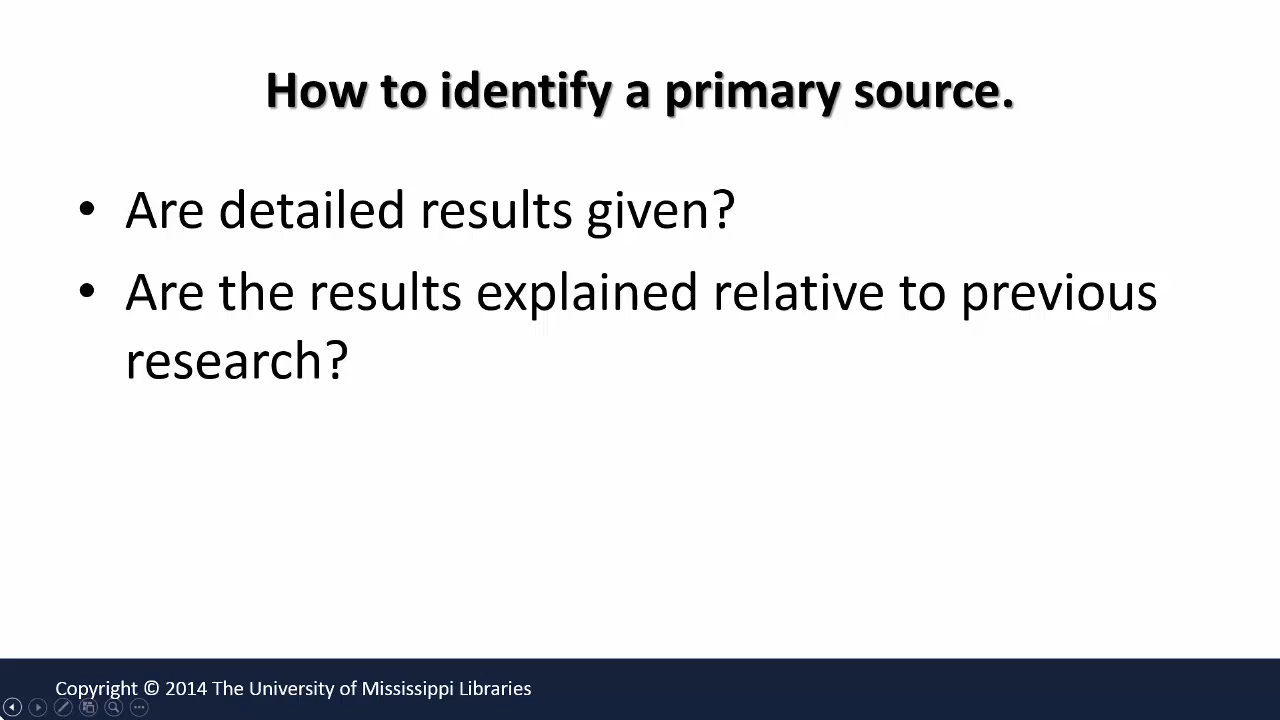 How to identify a primary source.
• Are detailed results given?
• Are the results explained relative to previous
research?
Copyright © 2014 The University of Mississippi Libraries